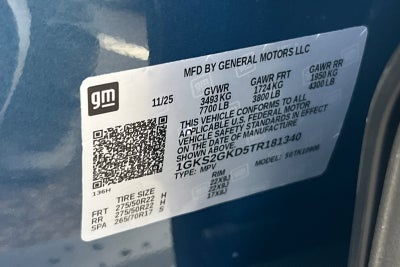 MFD BY GENERAL MOTORS LLC
gm
11/25
GVWR
3493 KG
7700 LB
GAWR FRT
1724 KG
3800 LB
GAWR RR
1950 KG
4300 LB
THIS VEHICLE CONFORMS TO ALL
APPLICABLE U.S. FEDERAL MOTOR
VEHICLE SAFETY STANDARDS IN EFFECT
ON THE DATE OF MANUFACTURE
SHOWN ABOVE.
1GKS2GKD5TR181340
TYPE: MPV
MODEL:
136H
TIRE SIZE
RIM
FRT 275/50R22 H 22X9J
RR 275/50R22 H 22X9J
SPA 265/70R17 S 17X8J